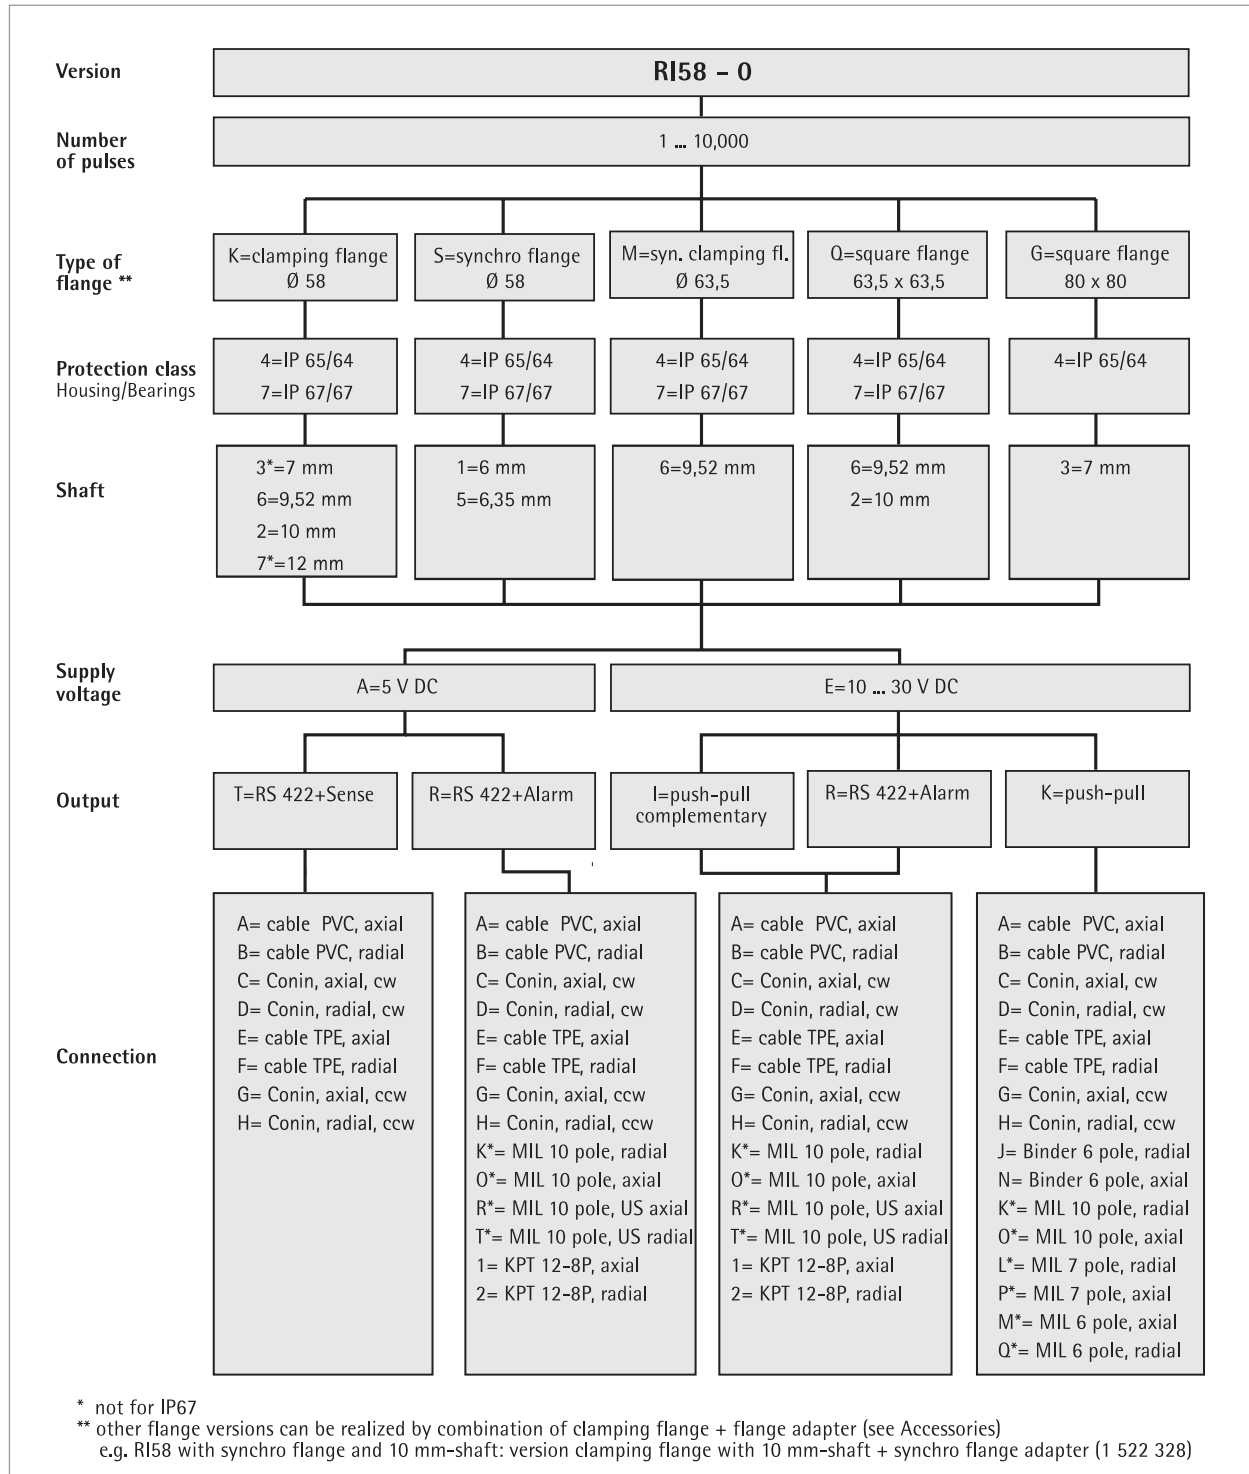 Version
RI58 – O
Number
of pulses
1 ... 10,000
Type of
flange **
K=clamping flange
Ø 58
S=synchro flange
Ø 58
M=syn. clamping fl.
Ø 63,5
Q=square flange
63,5 x 63,5
G=square flange
80 x 80
Protection class
Housing/Bearings
4=IP 65/64
7=IP 67/67
4=IP 65/64
7=IP 67/67
4=IP 65/64
7=IP 67/67
4=IP 65/64
7=IP 67/67
4=IP 65/64
Shaft
3*=7 mm
6=9,52 mm
2=10 mm
7*=12 mm
1=6 mm
5=6,35 mm
6=9,52 mm
6=9,52 mm
2=10 mm
3=7 mm
Supply
voltage
A=5 V DC
E=10 ... 30 V DC
Output
T=RS 422+Sense
R=RS 422+Alarm
I=push-pull
complementary
R=RS 422+Alarm
K=push-pull
Connection
A= cable PVC, axial
B= cable PVC, radial
C= Conin, axial, cw
D= Conin, radial, cw
E= cable TPE, axial
F= cable TPE, radial
G= Conin, axial, ccw
H= Conin, radial, ccw
A= cable PVC, axial
B= cable PVC, radial
C= Conin, axial, cw
D= Conin, radial, cw
E= cable TPE, axial
F= cable TPE, radial
G= Conin, axial, ccw
H= Conin, radial, ccw
K*= MIL 10 pole, radial
O*= MIL 10 pole, axial
R*= MIL 10 pole, US axial
T*= MIL 10 pole, US radial
1= KPT 12-8P, axial
2= KPT 12-8P, radial
A= cable PVC, axial
B= cable PVC, radial
C= Conin, axial, cw
D= Conin, radial, cw
E= cable TPE, axial
F= cable TPE, radial
G= Conin, axial, ccw
H= Conin, radial, ccw
K*= MIL 10 pole, radial
O*= MIL 10 pole, axial
R*= MIL 10 pole, US axial
T*= MIL 10 pole, US radial
1= KPT 12-8P, axial
2= KPT 12-8P, radial
A= cable PVC, axial
B= cable PVC, radial
C= Conin, axial, cw
D= Conin, radial, cw
E= cable TPE, axial
F= cable TPE, radial
G= Conin, axial, ccw
H= Conin, radial, ccw
J= Binder 6 pole, radial
N= Binder 6 pole, axial
K*= MIL 10 pole, radial
O*= MIL 10 pole, axial
L*= MIL 7 pole, radial
P*= MIL 7 pole, axial
M*= MIL 6 pole, axial
Q*= MIL 6 pole, radial
* not for IP67
** other flange versions can be realized by combination of clamping flange + flange adapter (see Accessories)
e.g. RI58 with synchro flange and 10 mm-shaft: version clamping flange with 10 mm-shaft + synchro flange adapter (1 522 328)